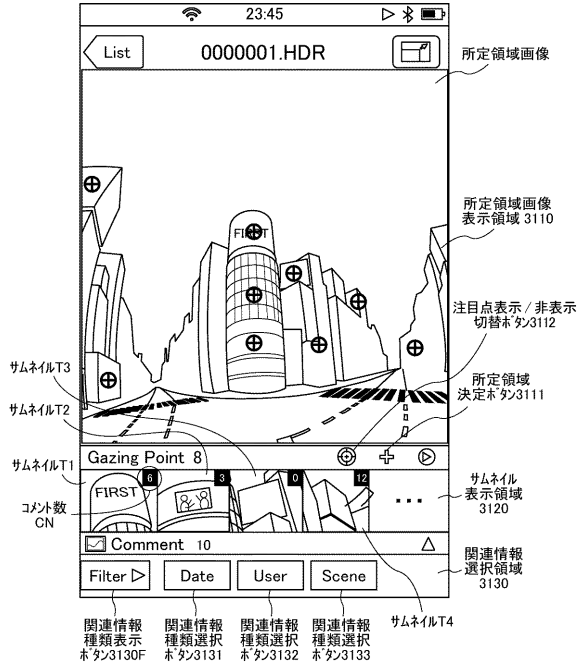 23:45
List
0000001.HDR
所定領域画像
所定領域画像
表示領域 3110
FIRST
注目点表示/非表示
切替ﾎﾞﾀﾝ3112
所定領域
決定ボタン3111
サムネイルT3
サムネイルT2
サムネイルT1
コメント数
CN
Gazing Point 8
FIRST
6
3
0
12
...
サムネイル
表示領域
3120
Comment 10
関連情報
選択領域
3130
Filter
Date
User
Scene
サムネイルT4
関連情報
種類表示
ﾎﾞﾀﾝ3130F
関連情報
種類選択
ﾎﾞﾀﾝ3131
関連情報
種類選択
ﾎﾞﾀﾝ3132
関連情報
種類選択
ﾎﾞﾀﾝ3133